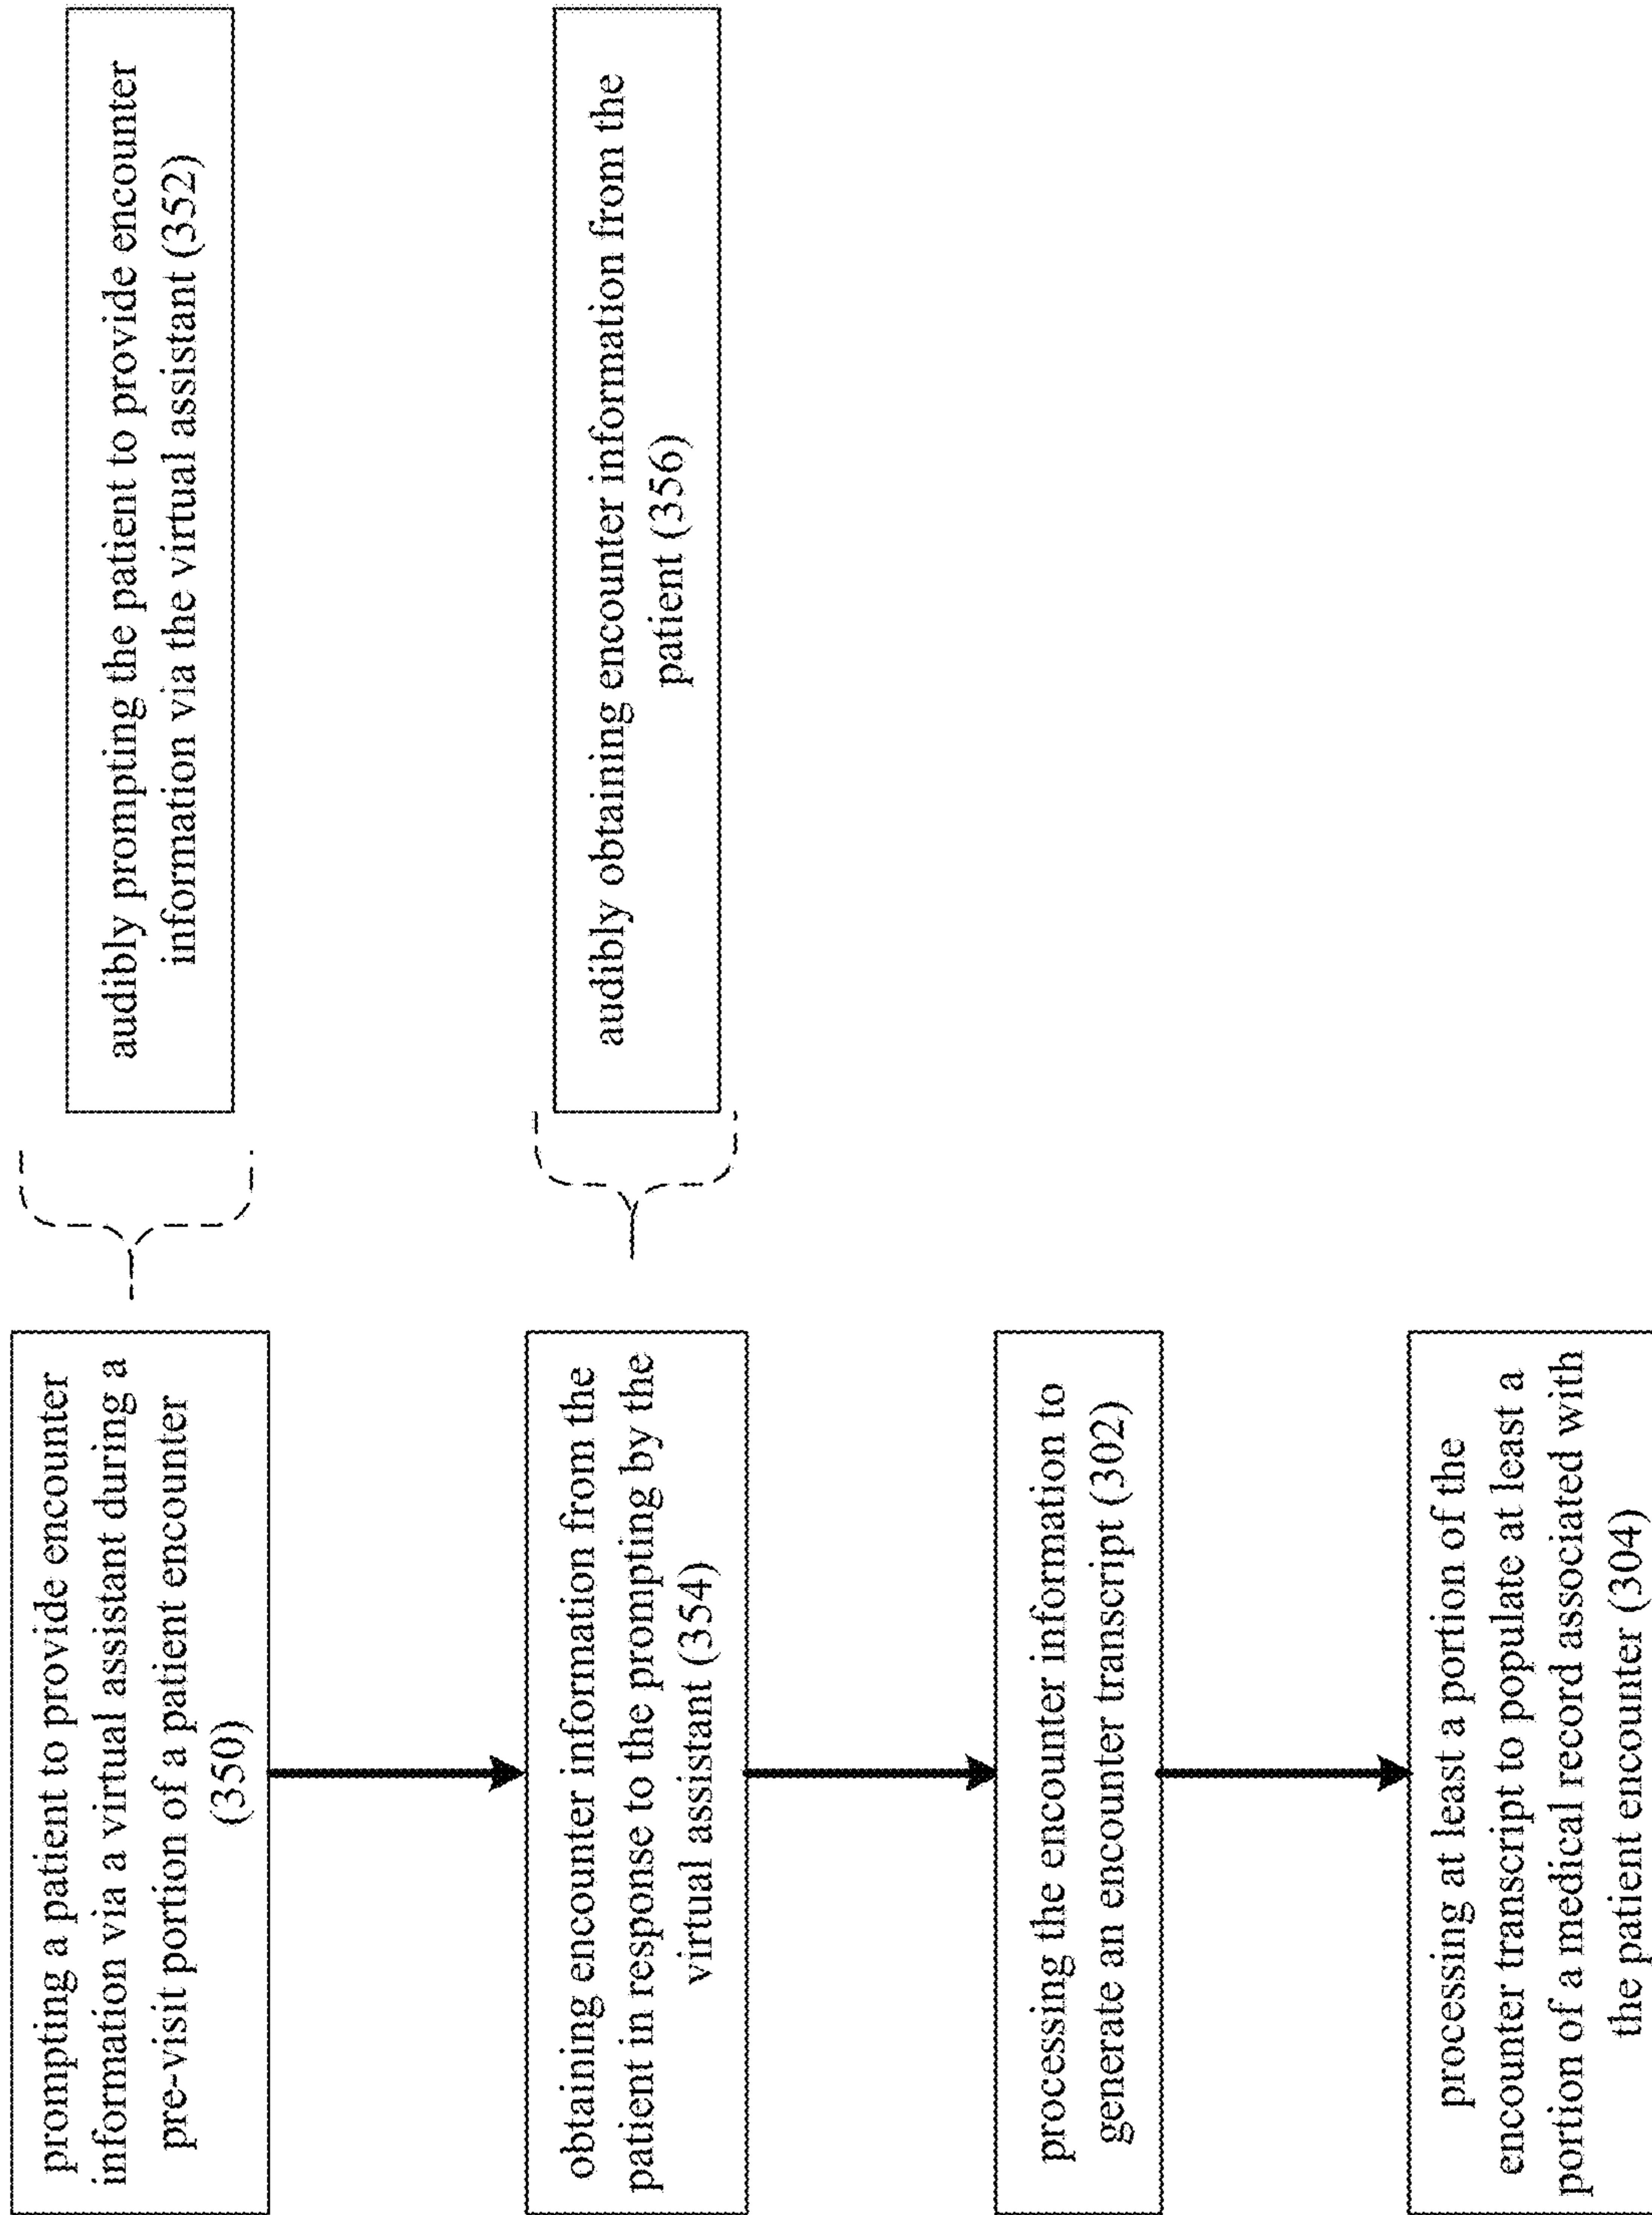 prompting a patient to provide encounter
information via a virtual assistant during a
pre-visit portion of a patient encounter
(350)
audibly prompting the patient to provide encounter
information via the virtual assistant (352)
obtaining encounter information from the
patient in response to the prompting by the
virtual assistant (354)
audibly obtaining encounter information from the
patient (356)
processing the encounter information to
generate an encounter transcript (302)
processing at least a portion of the
encounter transcript to populate at least a
portion of a medical record associated with
the patient encounter (304)